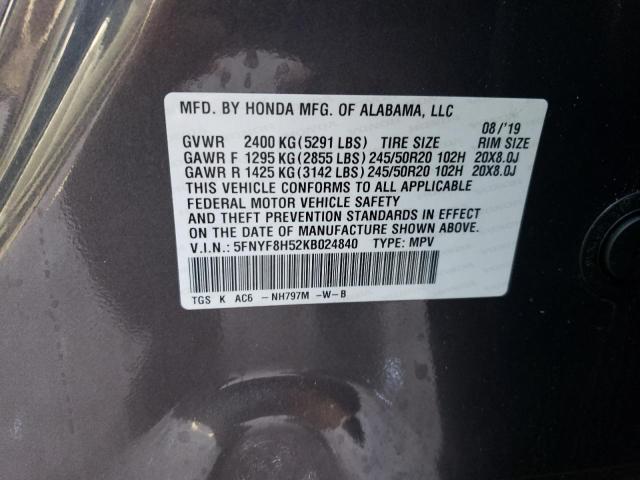 MFD. BY HONDA MFG. OF ALABAMA, LLC
08/'19
GVWR 2400 KG(5291 LBS) TIRE SIZE RIM SIZE
GAWR F 1295 KG(2855 LBS) 245/50R20 102H 20X8.0J
GAWR R 1425 KG(3142 LBS) 245/50R20 102H 20X8.0J
THIS VEHICLE CONFORMS TO ALL APPLICABLE
FEDERAL MOTOR VEHICLE SAFETY
AND THEFT PREVENTION STANDARDS IN EFFECT
ON THE DATE OF MANUFACTURE SHOWN ABOVE.
V.I.N.: 5FNYF8H52KB024840 TYPE: MPV
TGS K AC6 -NH797M -W-B